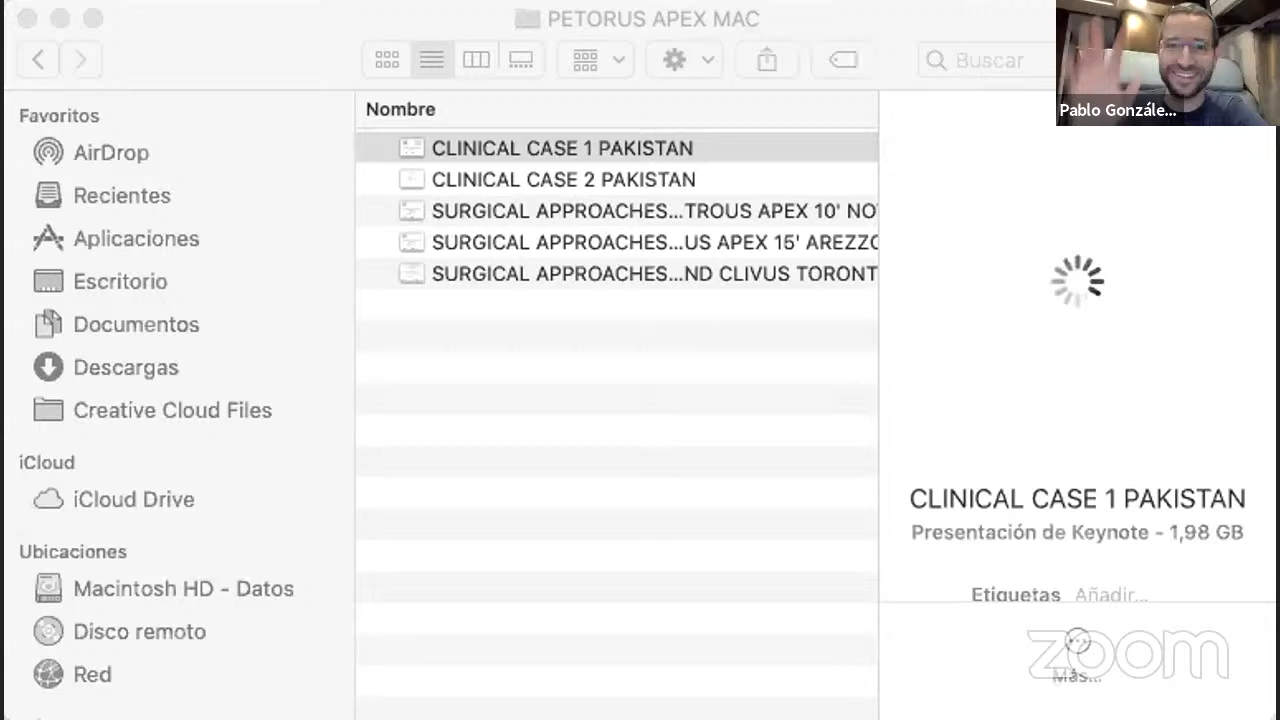 PETORUS APEX MAC
Buscar
Pablo Gonzále...
Favoritos
AirDrop
Recientes
Aplicaciones
Escritorio
Documentos
Descargas
Creative Cloud Files
iCloud
iCloud Drive
Ubicaciones
Macintosh HD - Datos
Disco remoto
Red
Nombre
CLINICAL CASE 1 PAKISTAN
CLINICAL CASE 2 PAKISTAN
SURGICAL APPROACHES...TROUS APEX 10' NO
SURGICAL APPROACHES...US APEX 15' AREZZO
SURGICAL APPROACHES...ND CLIVUS TORONT
CLINICAL CASE 1 PAKISTAN
Presentación de Keynote - 1,98 GB
Etiquetas Añadir...
zoom
Más...